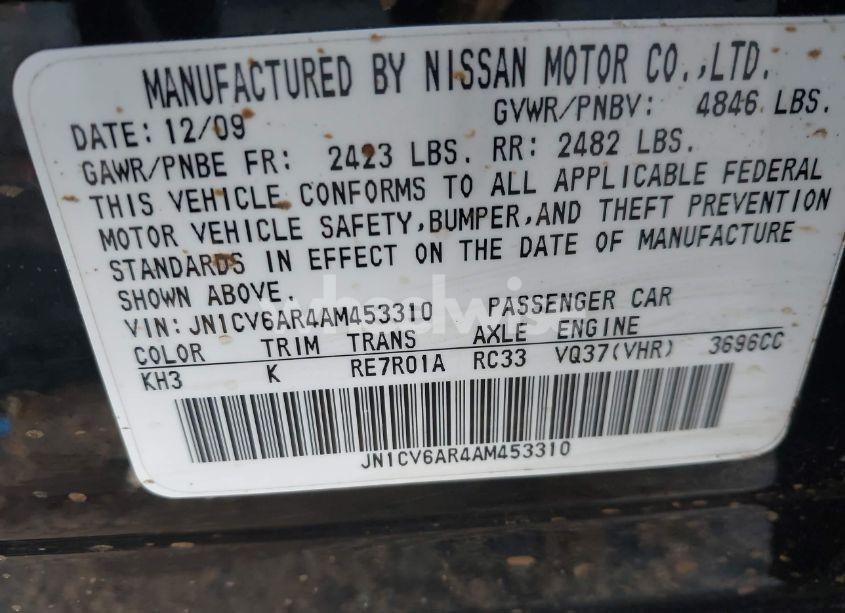 MANUFACTURED BY NISSAN MOTOR CO.,LTD.
DATE: 12/09 GVWR/PNBV: 4846 LBS.
GAWR/PNBE FR: 2423 LBS. RR: 2482 LBS.
THIS VEHICLE CONFORMS TO ALL APPLICABLE FEDERAL
MOTOR VEHICLE SAFETY,BUMPER,AND THEFT PREVENTION
STANDARDS IN EFFECT ON THE DATE OF MANUFACTURE
SHOWN ABOVE.
VIN:JN1CV6AR4AM453310 PASSENGER CAR
COLOR TRIM TRANS AXLE ENGINE
KH3 K RE7R01A RC33 VQ37(VHR) 3696CC
JN1CV6AR4AM453310